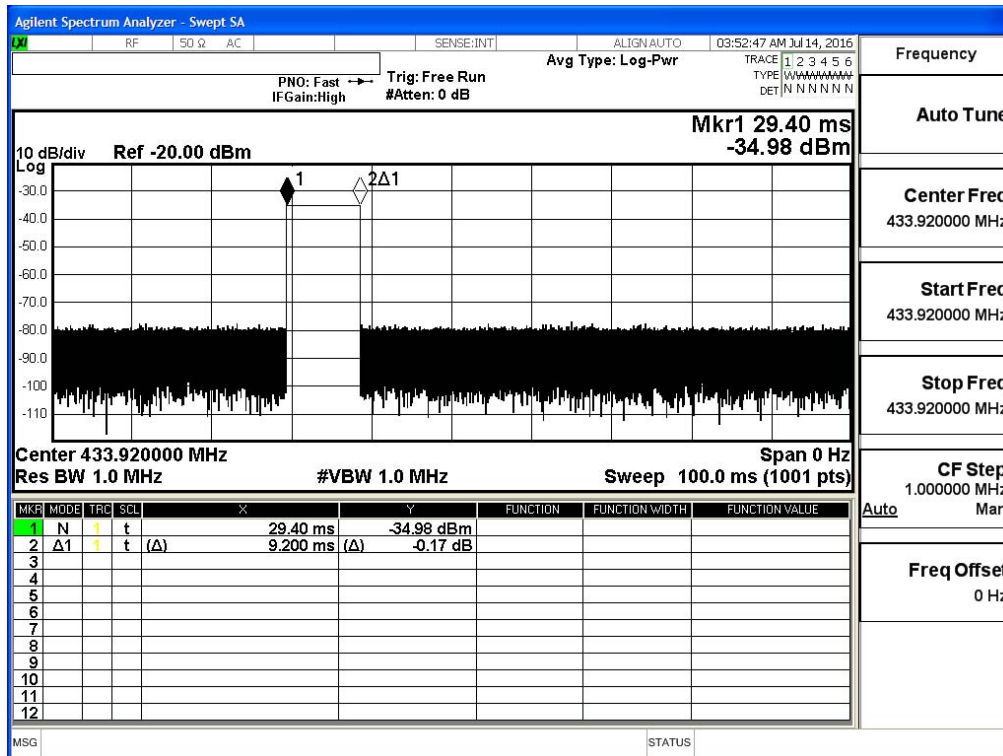 Agilent Spectrum Analyzer - Swept SA
LXI RF 50 Ω AC SENSE:INT ALIGN AUTO 03:52:47 AM Jul 14, 2016
Frequency
Avg Type: Log-Pwr
TRACE 1 2 3 4 5 6
PNO: Fast
Trig: Free Run
TYPE WWWWWW
IFGain:High
#Atten: 0 dB
DET N N N N N N
Auto Tune
Mkr1 29.40 ms
10 dB/div Ref -20.00 dBm
-34.98 dBm
Log
1
2Δ1
-30.0
-40.0
-50.0
-60.0
-70.0
-80.0
-90.0
-100
-110
Center Freq
433.920000 MHz
Start Freq
433.920000 MHz
Stop Freq
433.920000 MHz
Center 433.920000 MHz Span 0 Hz
Res BW 1.0 MHz #VBW 1.0 MHz Sweep 100.0 ms (1001 pts)
CF Step
1.000000 MHz
Auto Man
MKR MODE TRC SCL X Y FUNCTION FUNCTION WIDTH FUNCTION VALUE
1 N 1 t 29.40 ms -34.98 dBm
2 Δ1 1 t (Δ) 9.200 ms (Δ) -0.17 dB
3
4
5
6
7
8
9
10
11
12
Freq Offset
0 Hz
MSG STATUS